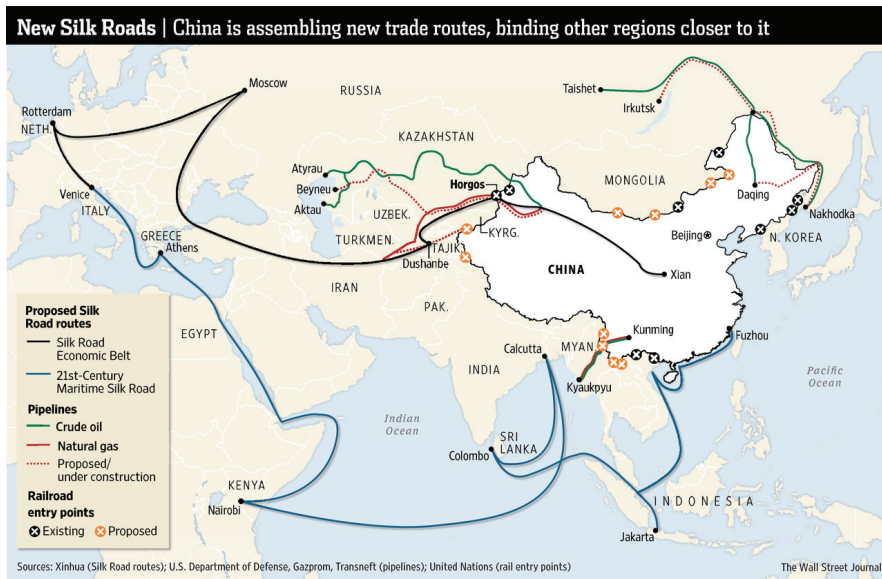 New Silk Roads | China is assembling new trade routes, binding other regions closer to it
Moscow
Rotterdam
NETH.
RUSSIA
Taishet
Irkutsk
KAZAKHSTAN
Atyrau
Beyneu
Aktau
Horgos
MONGOLIA
Daqing
Nakhodka
Venice
ITALY
UZBEK.
TURKMEN.
KYRG.
TAJIK.
Dushanbe
Beijing
N. KOREA
GREECE
Athens
CHINA
Xian
IRAN
PAK.
EGYPT
Calcutta
MYAN.
Kunming
Fuzhou
INDIA
Kyaukpyu
Pacific
Ocean
Indian
Ocean
SRI
LANKA
Colombo
KENYA
Nairobi
INDONESIA
Jakarta
Proposed Silk
Road routes
Silk Road
Economic Belt
21st-Century
Maritime Silk Road
Pipelines
Crude oil
Natural gas
Proposed/
under construction
Railroad
entry points
Existing
Proposed
Sources: Xinhua (Silk Road routes); U.S. Department of Defense, Gazprom, Transneft (pipelines); United Nations (rail entry points)
The Wall Street Journal